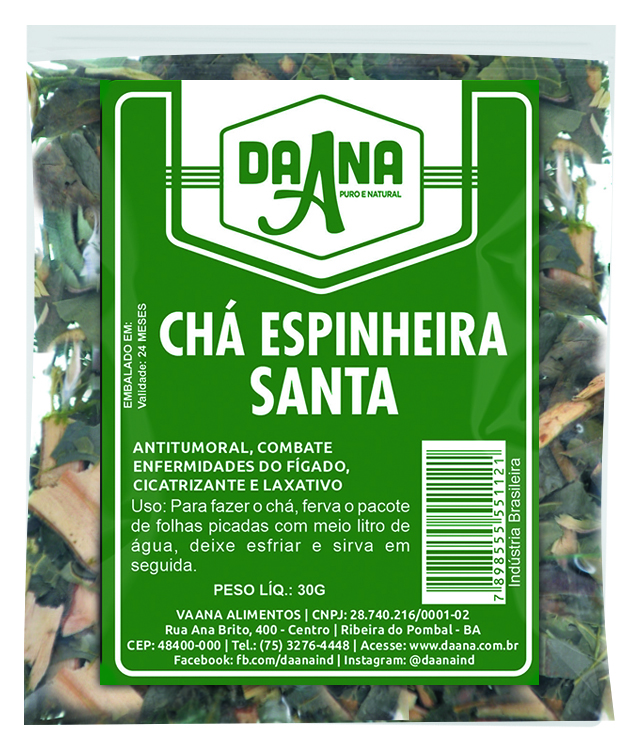 DAANA
PURO E NATURAL
EMBALADO EM:
Validade: 24 MESES
CHÁ ESPINHEIRA
SANTA
ANTITUMORAL, COMBATE
ENFERMIDADES DO FÍGADO,
CICATRIZANTE E LAXATIVO
Uso: Para fazer o chá, ferva o pacote
de folhas picadas com meio litro de
água, deixe esfriar e sirva em
seguida.
PESO LÍQ.: 30G
7 898555 551121
Indústria Brasileira
VAANA ALIMENTOS | CNPJ: 28.740.216/0001-02
Rua Ana Brito, 400 - Centro | Ribeira do Pombal - BA
CEP: 48400-000 | Tel.: (75) 3276-4448 | Acesse: www.daana.com.br
Facebook: fb.com/daanaind | Instagram: @daanaind